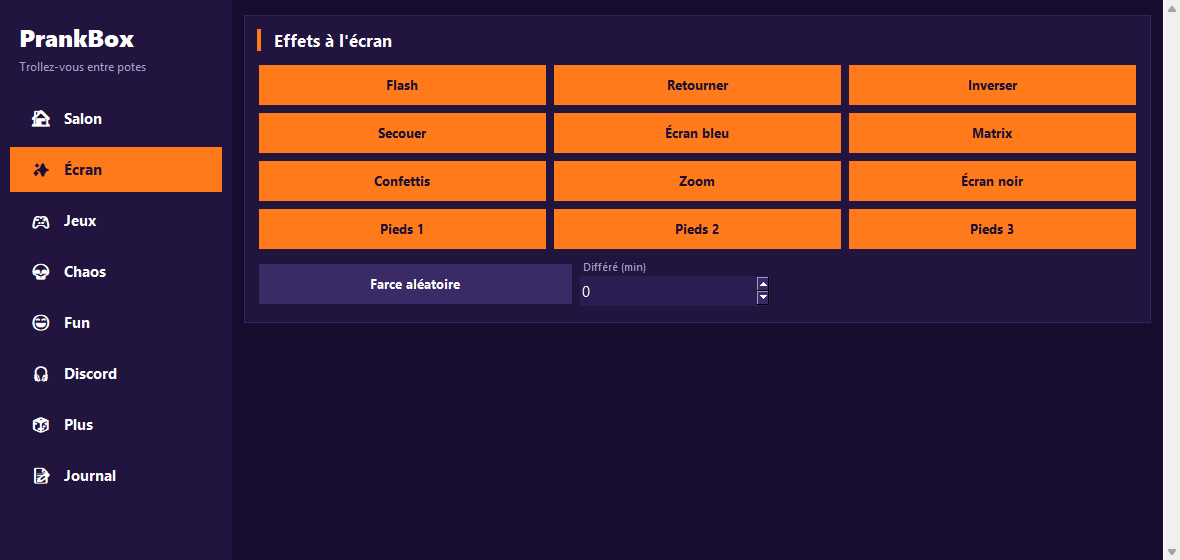 PrankBox
Trollez-vous entre potes
Salon
Écran
Jeux
Chaos
Fun
Discord
Plus
Journal
Effets à l'écran
Flash
Retourner
Inverser
Secouer
Écran bleu
Matrix
Confettis
Zoom
Écran noir
Pieds 1
Pieds 2
Pieds 3
Farce aléatoire
Différé (min)
0